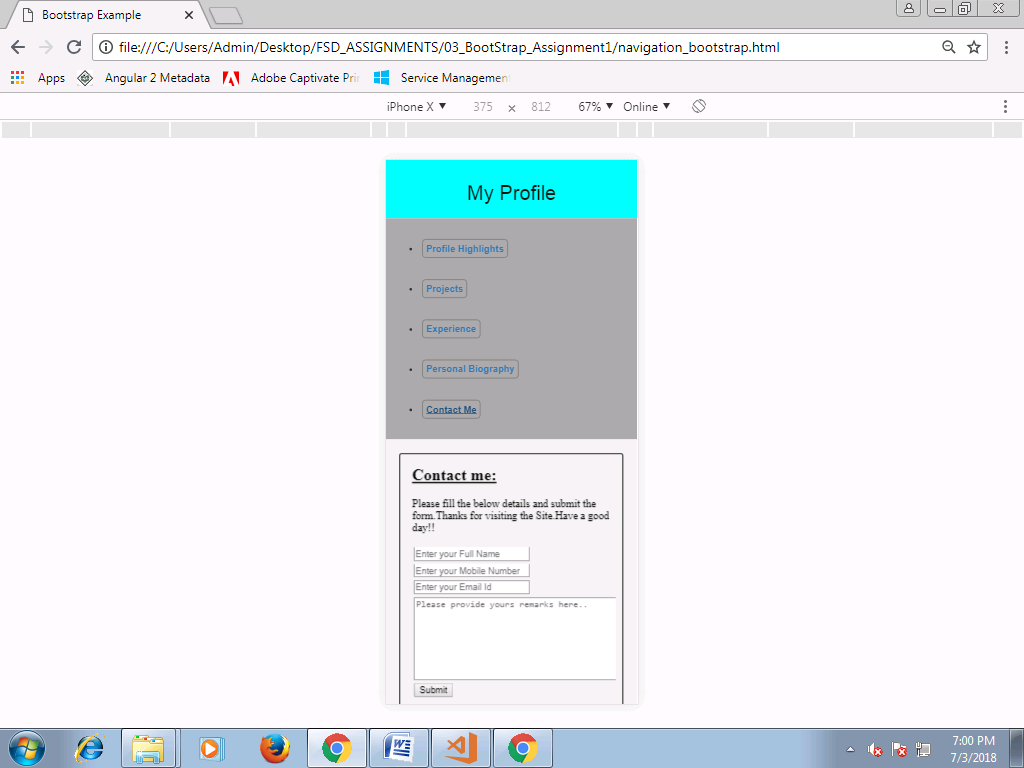 Bootstrap Example
file:///C:/Users/Admin/Desktop/FSD_ASSIGNMENTS/03_BootStrap_Assignment1/navigation_bootstrap.html
Apps Angular 2 Metadata Adobe Captivate Pri Service Managemen
iPhone X ▼ 375 x 812 67% ▼ Online ▼
My Profile
• Profile Highlights
• Projects
• Experience
• Personal Biography
• Contact Me
Contact me:
Please fill the below details and submit the
form.Thanks for visiting the Site.Have a good
day!!
Enter your Full Name
Enter your Mobile Number
Enter your Email Id
Please provide yours remarks here..
Submit
7:00 PM
7/3/2018